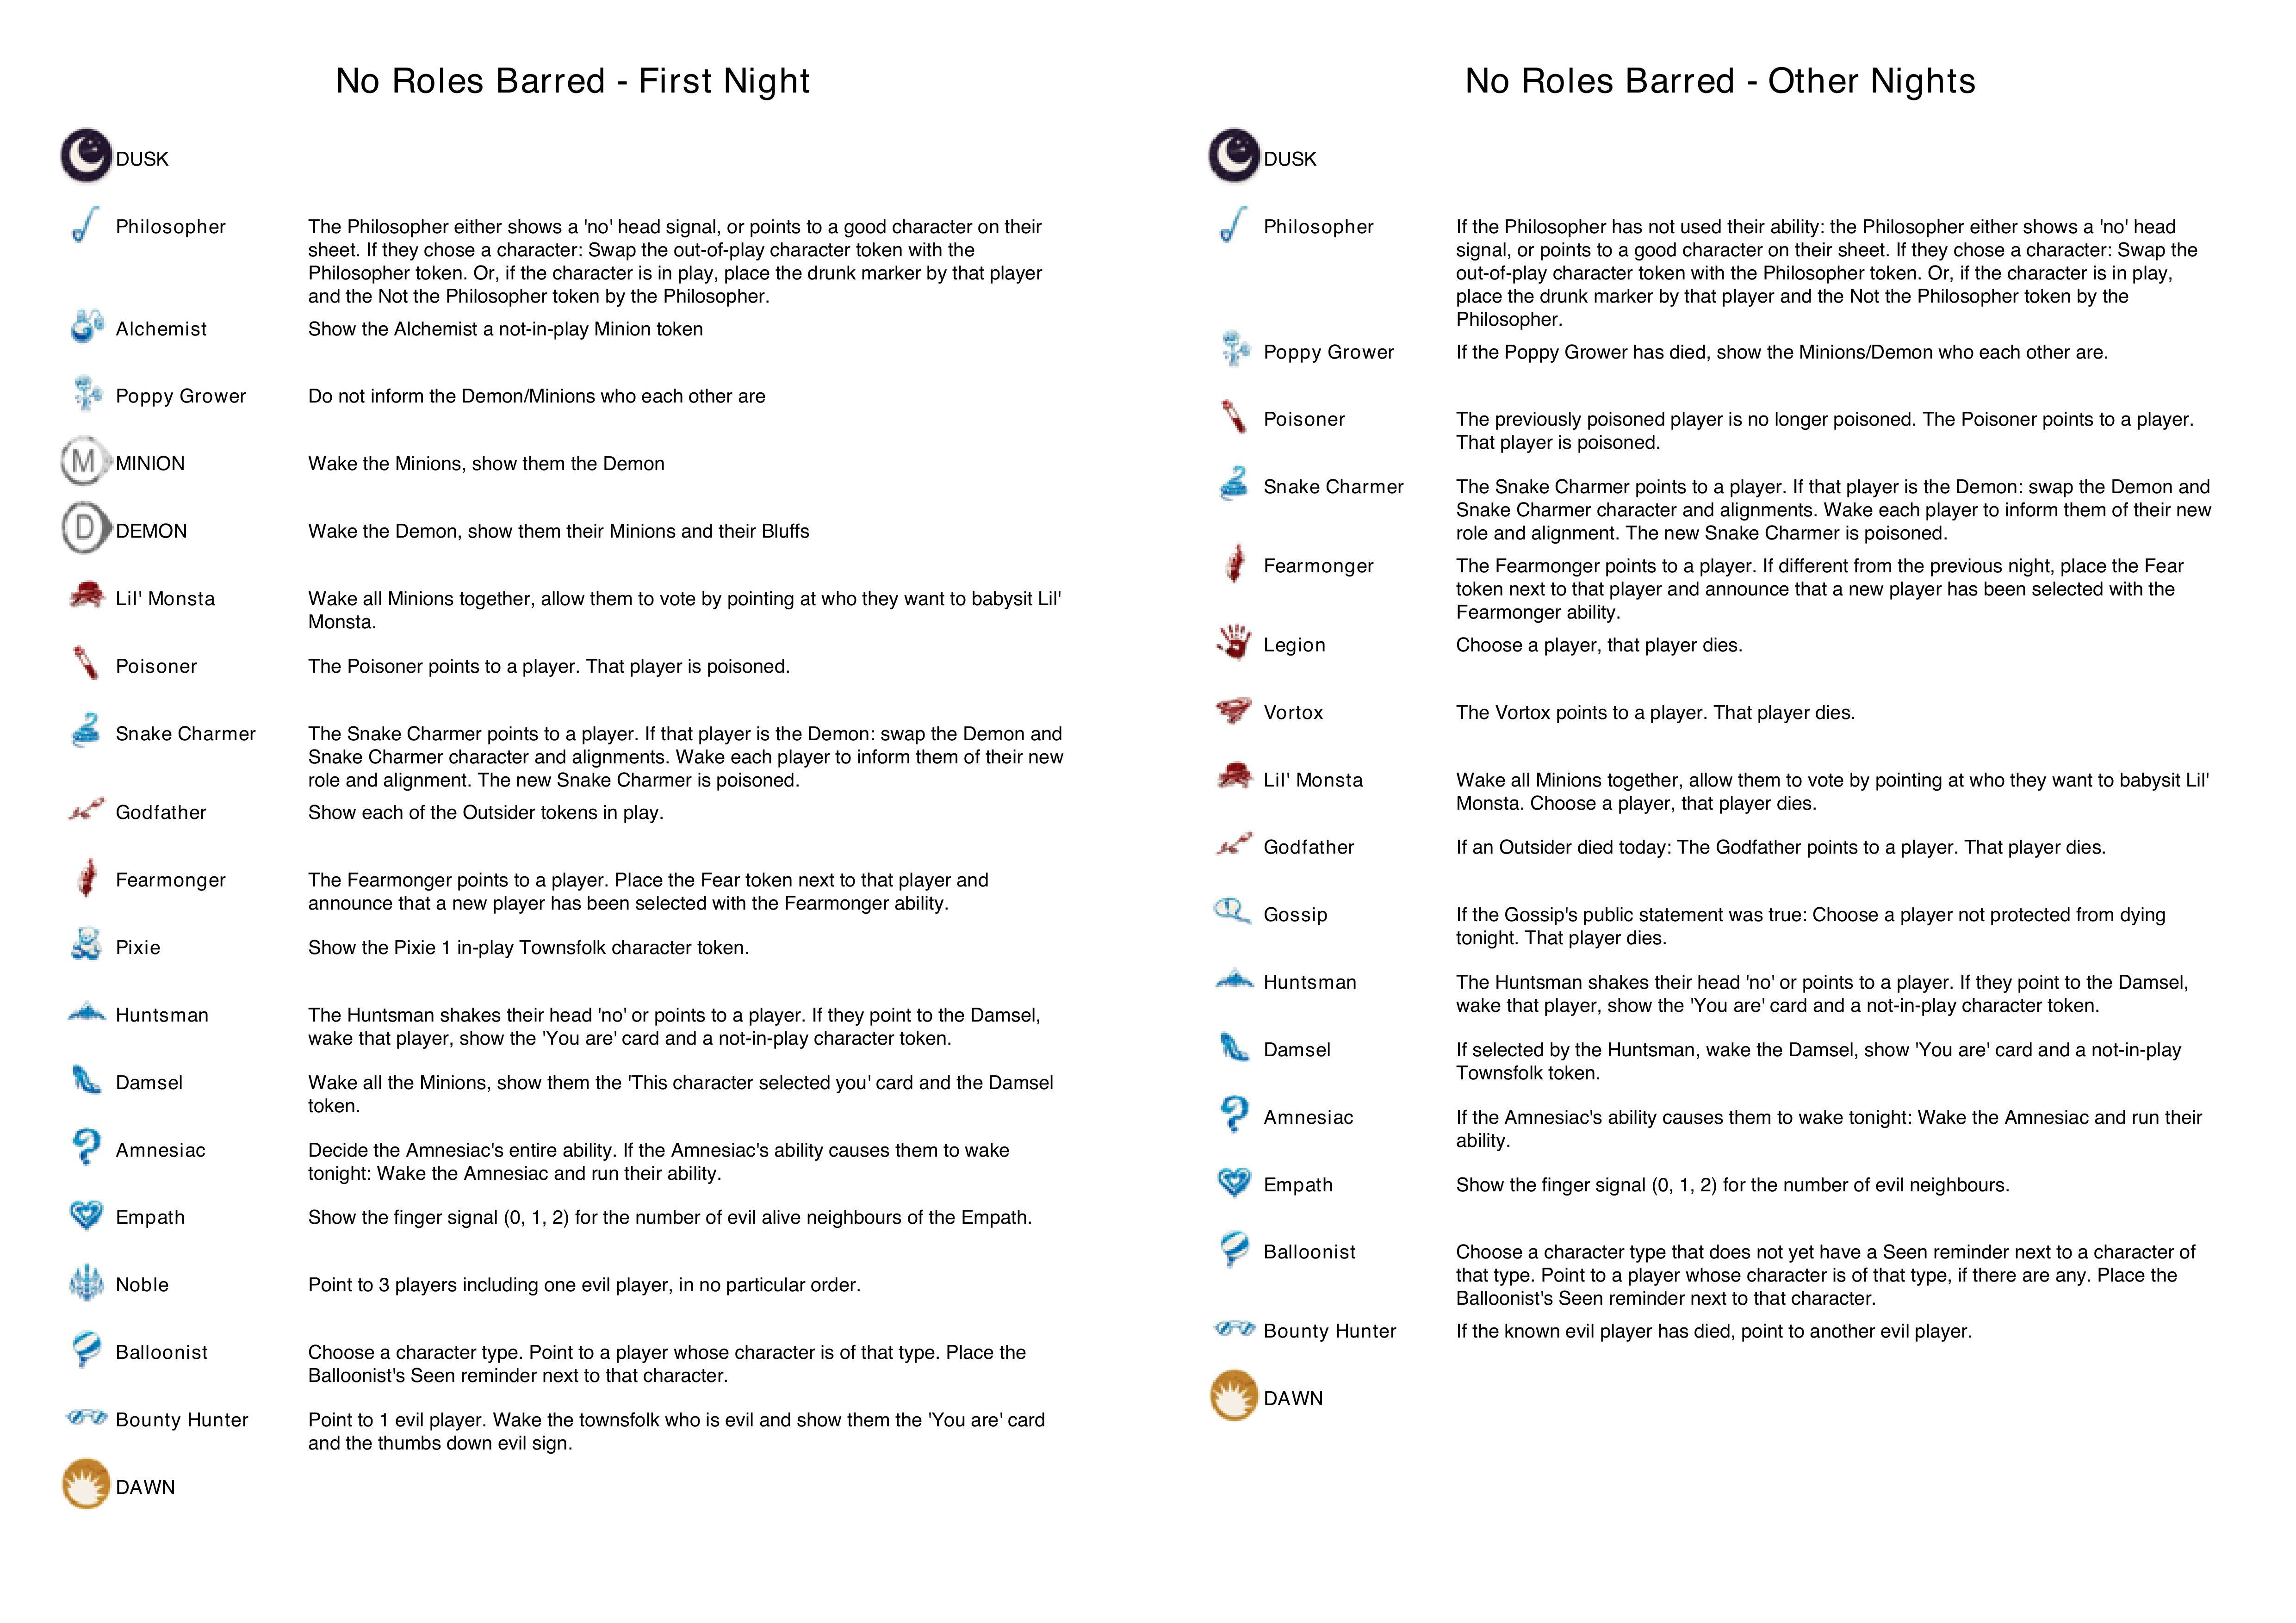 No Roles Barred - First Night
DUSK
Philosopher
The Philosopher either shows a 'no' head signal, or points to a good character on their
sheet. If they chose a character: Swap the out-of-play character token with the
Philosopher token. Or, if the character is in play, place the drunk marker by that player
and the Not the Philosopher token by the Philosopher.
Alchemist
Show the Alchemist a not-in-play Minion token
Poppy Grower
Do not inform the Demon/Minions who each other are
M
MINION
Wake the Minions, show them the Demon
D
DEMON
Wake the Demon, show them their Minions and their Bluffs
Lil' Monsta
Wake all Minions together, allow them to vote by pointing at who they want to babysit Lil'
Monsta.
Poisoner
The Poisoner points to a player. That player is poisoned.
Snake Charmer
The Snake Charmer points to a player. If that player is the Demon: swap the Demon and
Snake Charmer character and alignments. Wake each player to inform them of their new
role and alignment. The new Snake Charmer is poisoned.
Godfather
Show each of the Outsider tokens in play.
Fearmonger
The Fearmonger points to a player. Place the Fear token next to that player and
announce that a new player has been selected with the Fearmonger ability.
Pixie
Show the Pixie 1 in-play Townsfolk character token.
Huntsman
The Huntsman shakes their head 'no' or points to a player. If they point to the Damsel,
wake that player, show the 'You are' card and a not-in-play character token.
Damsel
Wake all the Minions, show them the 'This character selected you' card and the Damsel
token.
Amnesiac
Decide the Amnesiac's entire ability. If the Amnesiac's ability causes them to wake
tonight: Wake the Amnesiac and run their ability.
Empath
Show the finger signal (0, 1, 2) for the number of evil alive neighbours of the Empath.
Noble
Point to 3 players including one evil player, in no particular order.
Balloonist
Choose a character type. Point to a player whose character is of that type. Place the
Balloonist's Seen reminder next to that character.
Bounty Hunter
Point to 1 evil player. Wake the townsfolk who is evil and show them the 'You are' card
and the thumbs down evil sign.
DAWN
No Roles Barred - Other Nights
DUSK
Philosopher
If the Philosopher has not used their ability: the Philosopher either shows a 'no' head
signal, or points to a good character on their sheet. If they chose a character: Swap the
out-of-play character token with the Philosopher token. Or, if the character is in play,
place the drunk marker by that player and the Not the Philosopher token by the
Philosopher.
Poppy Grower
If the Poppy Grower has died, show the Minions/Demon who each other are.
Poisoner
The previously poisoned player is no longer poisoned. The Poisoner points to a player.
That player is poisoned.
Snake Charmer
The Snake Charmer points to a player. If that player is the Demon: swap the Demon and
Snake Charmer character and alignments. Wake each player to inform them of their new
role and alignment. The new Snake Charmer is poisoned.
Fearmonger
The Fearmonger points to a player. If different from the previous night, place the Fear
token next to that player and announce that a new player has been selected with the
Fearmonger ability.
Legion
Choose a player, that player dies.
Vortox
The Vortox points to a player. That player dies.
Lil' Monsta
Wake all Minions together, allow them to vote by pointing at who they want to babysit Lil'
Monsta. Choose a player, that player dies.
Godfather
If an Outsider died today: The Godfather points to a player. That player dies.
Gossip
If the Gossip's public statement was true: Choose a player not protected from dying
tonight. That player dies.
Huntsman
The Huntsman shakes their head 'no' or points to a player. If they point to the Damsel,
wake that player, show the 'You are' card and a not-in-play character token.
Damsel
If selected by the Huntsman, wake the Damsel, show 'You are' card and a not-in-play
Townsfolk token.
Amnesiac
If the Amnesiac's ability causes them to wake tonight: Wake the Amnesiac and run their
ability.
Empath
Show the finger signal (0, 1, 2) for the number of evil neighbours.
Balloonist
Choose a character type that does not yet have a Seen reminder next to a character of
that type. Point to a player whose character is of that type, if there are any. Place the
Balloonist's Seen reminder next to that character.
Bounty Hunter
If the known evil player has died, point to another evil player.
DAWN